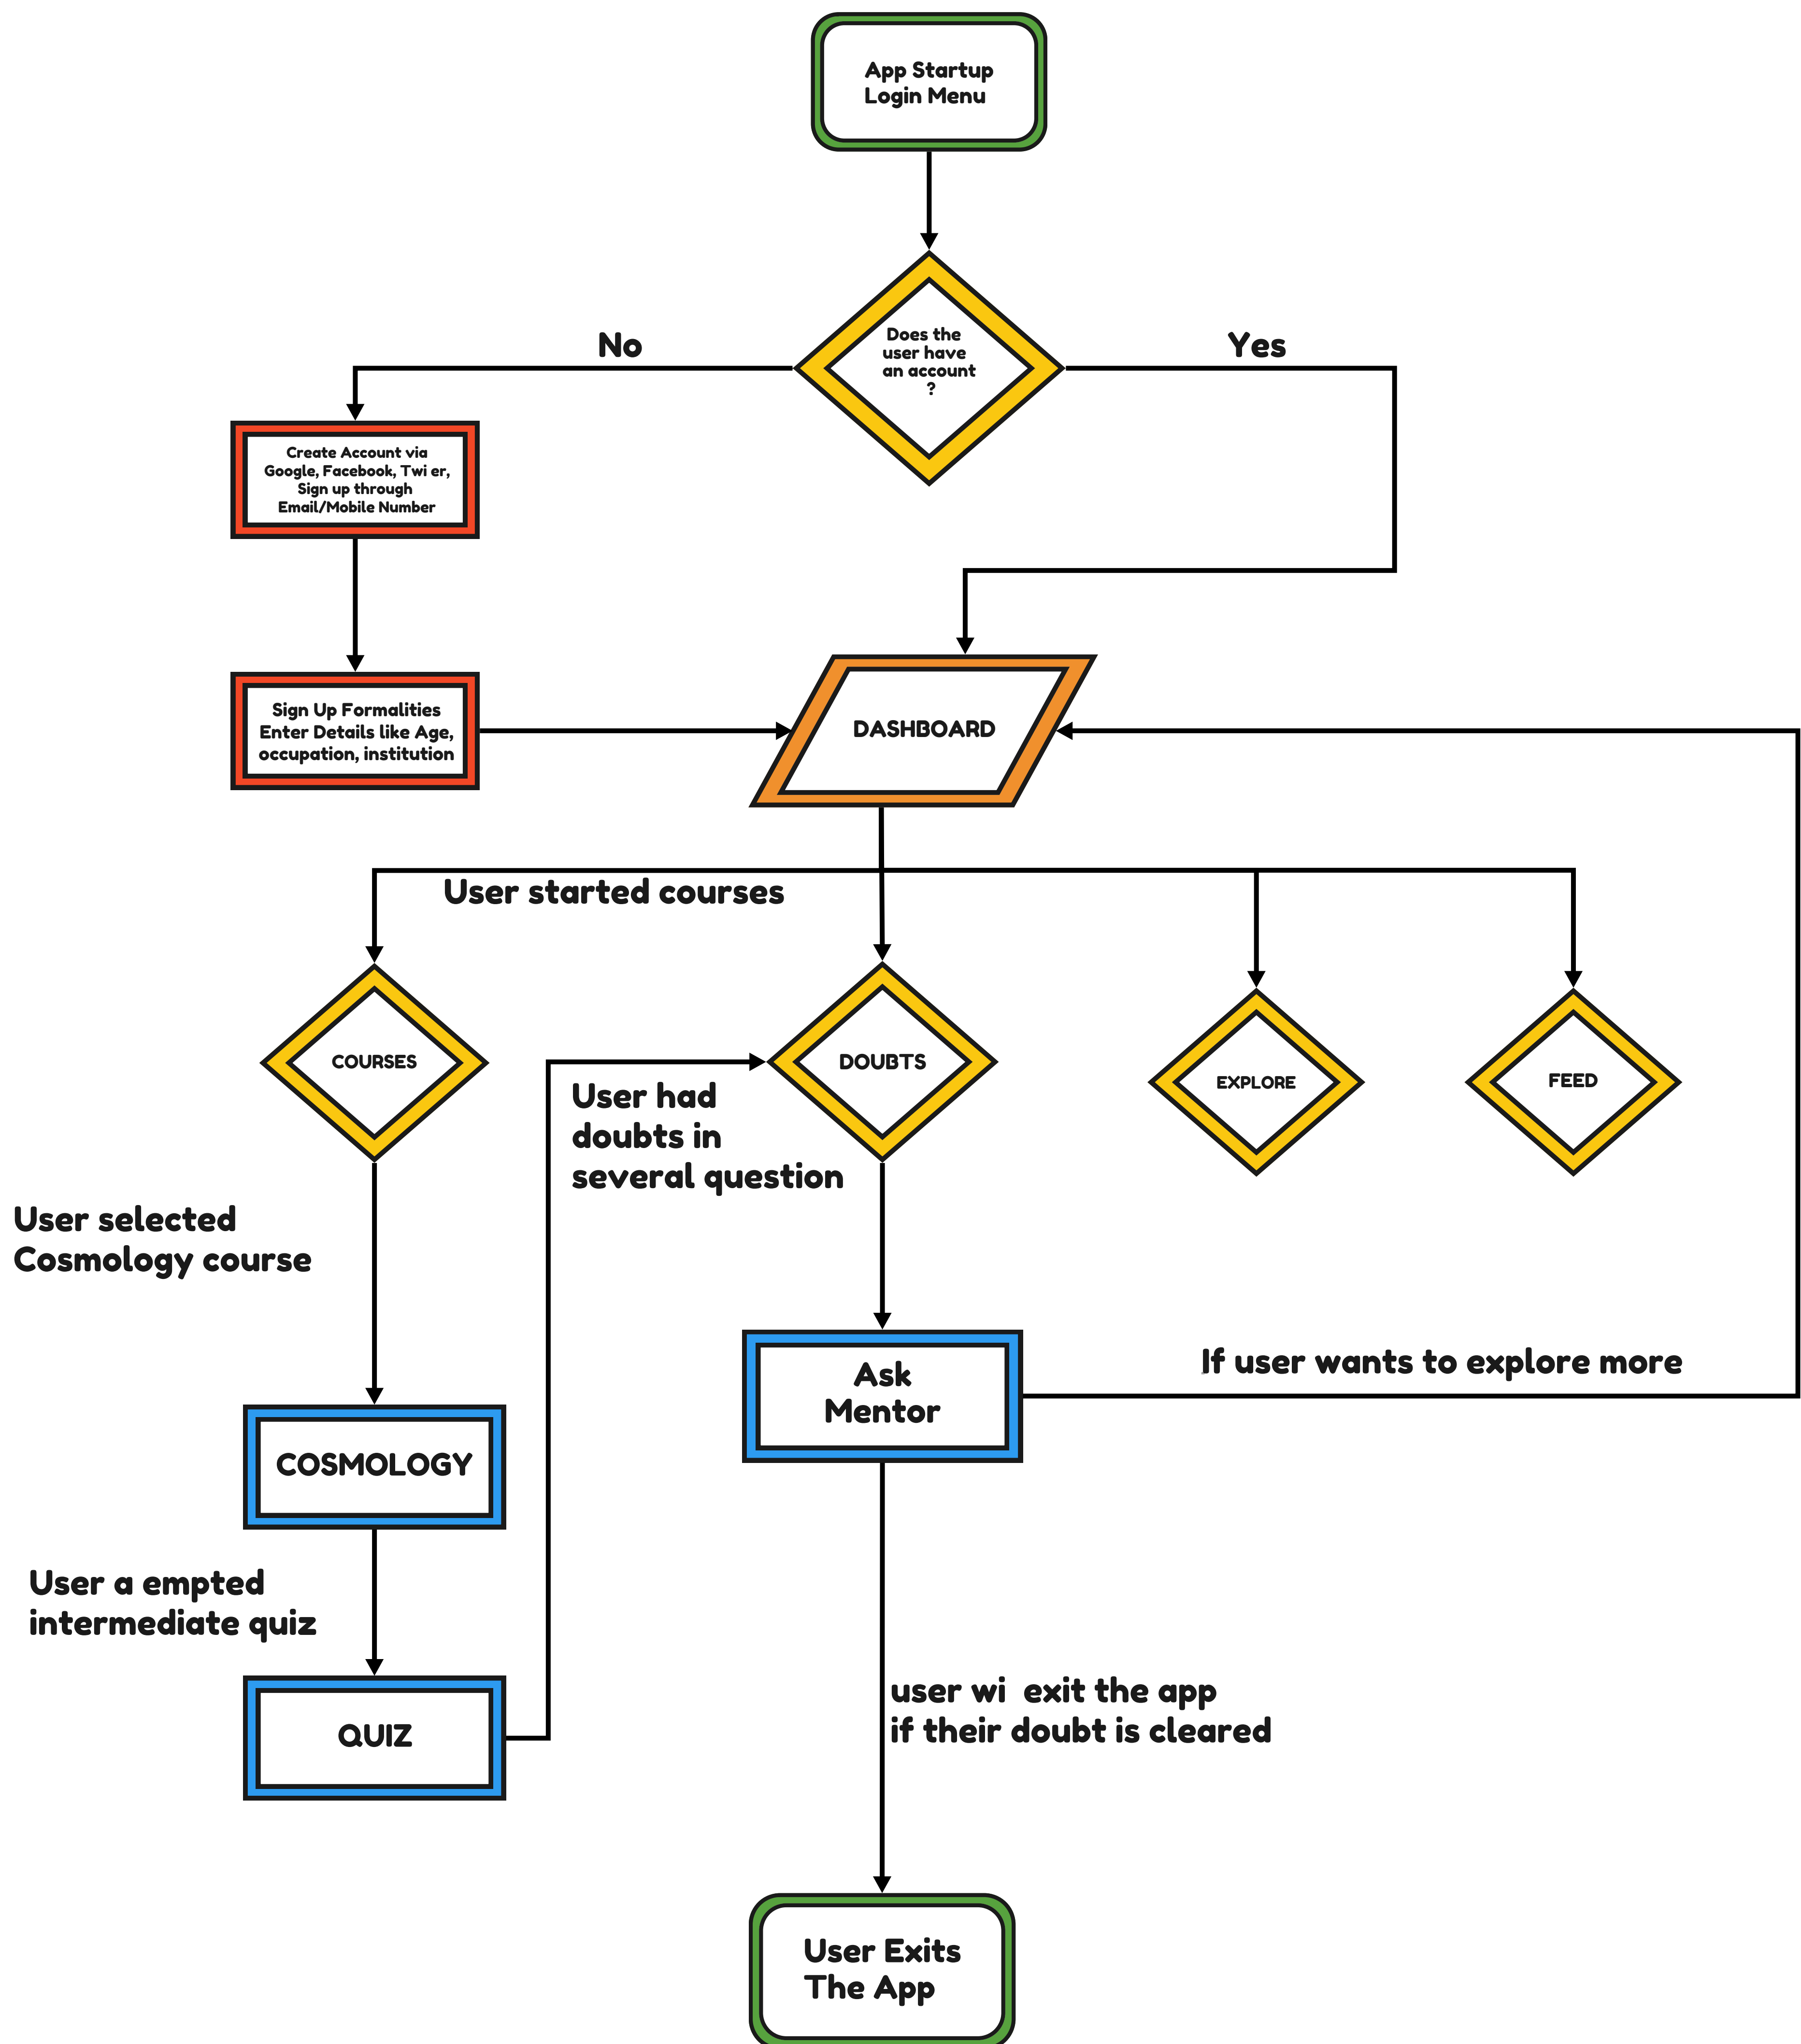 App Startup
Login Menu
Does the
user have
an account
?
No
Yes
Create Account via
Google, Facebook, Twi er,
Sign up through
Email/Mobile Number
Sign Up Formalities
Enter Details like Age,
occupation, institution
DASHBOARD
User started courses
COURSES
DOUBTS
EXPLORE
FEED
User had
doubts in
several question
User selected
Cosmology course
Ask
Mentor
If user wants to explore more
COSMOLOGY
User a empted
intermediate quiz
QUIZ
user wi  exit the app
if their doubt is cleared
User Exits
The App